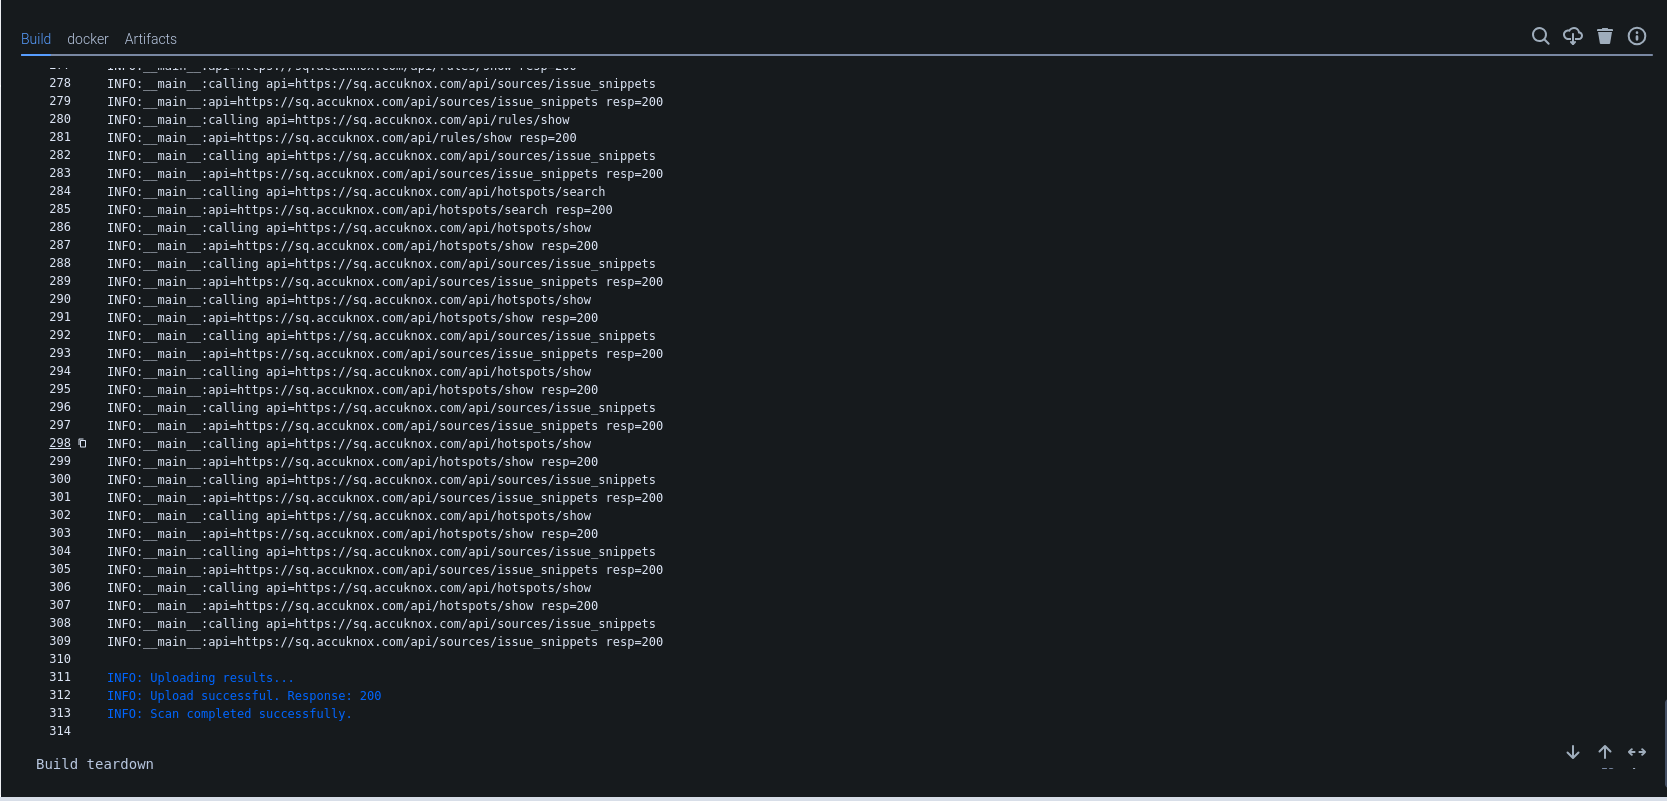 Build docker Artifacts
278 INFO:__main__:calling api=https://sq.accuknox.com/api/sources/issue_snippets
279 INFO:__main__:api=https://sq.accuknox.com/api/sources/issue_snippets resp=200
280 INFO:__main__:calling api=https://sq.accuknox.com/api/rules/show
281 INFO:__main__:api=https://sq.accuknox.com/api/rules/show resp=200
282 INFO:__main__:calling api=https://sq.accuknox.com/api/sources/issue_snippets
283 INFO:__main__:api=https://sq.accuknox.com/api/sources/issue_snippets resp=200
284 INFO:__main__:calling api=https://sq.accuknox.com/api/hotspots/search
285 INFO:__main__:api=https://sq.accuknox.com/api/hotspots/search resp=200
286 INFO:__main__:calling api=https://sq.accuknox.com/api/hotspots/show
287 INFO:__main__:api=https://sq.accuknox.com/api/hotspots/show resp=200
288 INFO:__main__:calling api=https://sq.accuknox.com/api/sources/issue_snippets
289 INFO:__main__:api=https://sq.accuknox.com/api/sources/issue_snippets resp=200
290 INFO:__main__:calling api=https://sq.accuknox.com/api/hotspots/show
291 INFO:__main__:api=https://sq.accuknox.com/api/hotspots/show resp=200
292 INFO:__main__:calling api=https://sq.accuknox.com/api/sources/issue_snippets
293 INFO:__main__:api=https://sq.accuknox.com/api/sources/issue_snippets resp=200
294 INFO:__main__:calling api=https://sq.accuknox.com/api/hotspots/show
295 INFO:__main__:api=https://sq.accuknox.com/api/hotspots/show resp=200
296 INFO:__main__:calling api=https://sq.accuknox.com/api/sources/issue_snippets
297 INFO:__main__:api=https://sq.accuknox.com/api/sources/issue_snippets resp=200
298 INFO:__main__:calling api=https://sq.accuknox.com/api/hotspots/show
299 INFO:__main__:api=https://sq.accuknox.com/api/hotspots/show resp=200
300 INFO:__main__:calling api=https://sq.accuknox.com/api/sources/issue_snippets
301 INFO:__main__:api=https://sq.accuknox.com/api/sources/issue_snippets resp=200
302 INFO:__main__:calling api=https://sq.accuknox.com/api/hotspots/show
303 INFO:__main__:api=https://sq.accuknox.com/api/hotspots/show resp=200
304 INFO:__main__:calling api=https://sq.accuknox.com/api/sources/issue_snippets
305 INFO:__main__:api=https://sq.accuknox.com/api/sources/issue_snippets resp=200
306 INFO:__main__:calling api=https://sq.accuknox.com/api/hotspots/show
307 INFO:__main__:api=https://sq.accuknox.com/api/hotspots/show resp=200
308 INFO:__main__:calling api=https://sq.accuknox.com/api/sources/issue_snippets
309 INFO:__main__:api=https://sq.accuknox.com/api/sources/issue_snippets resp=200
310
311 INFO: Uploading results...
312 INFO: Upload successful. Response: 200
313 INFO: Scan completed successfully.
314
Build teardown